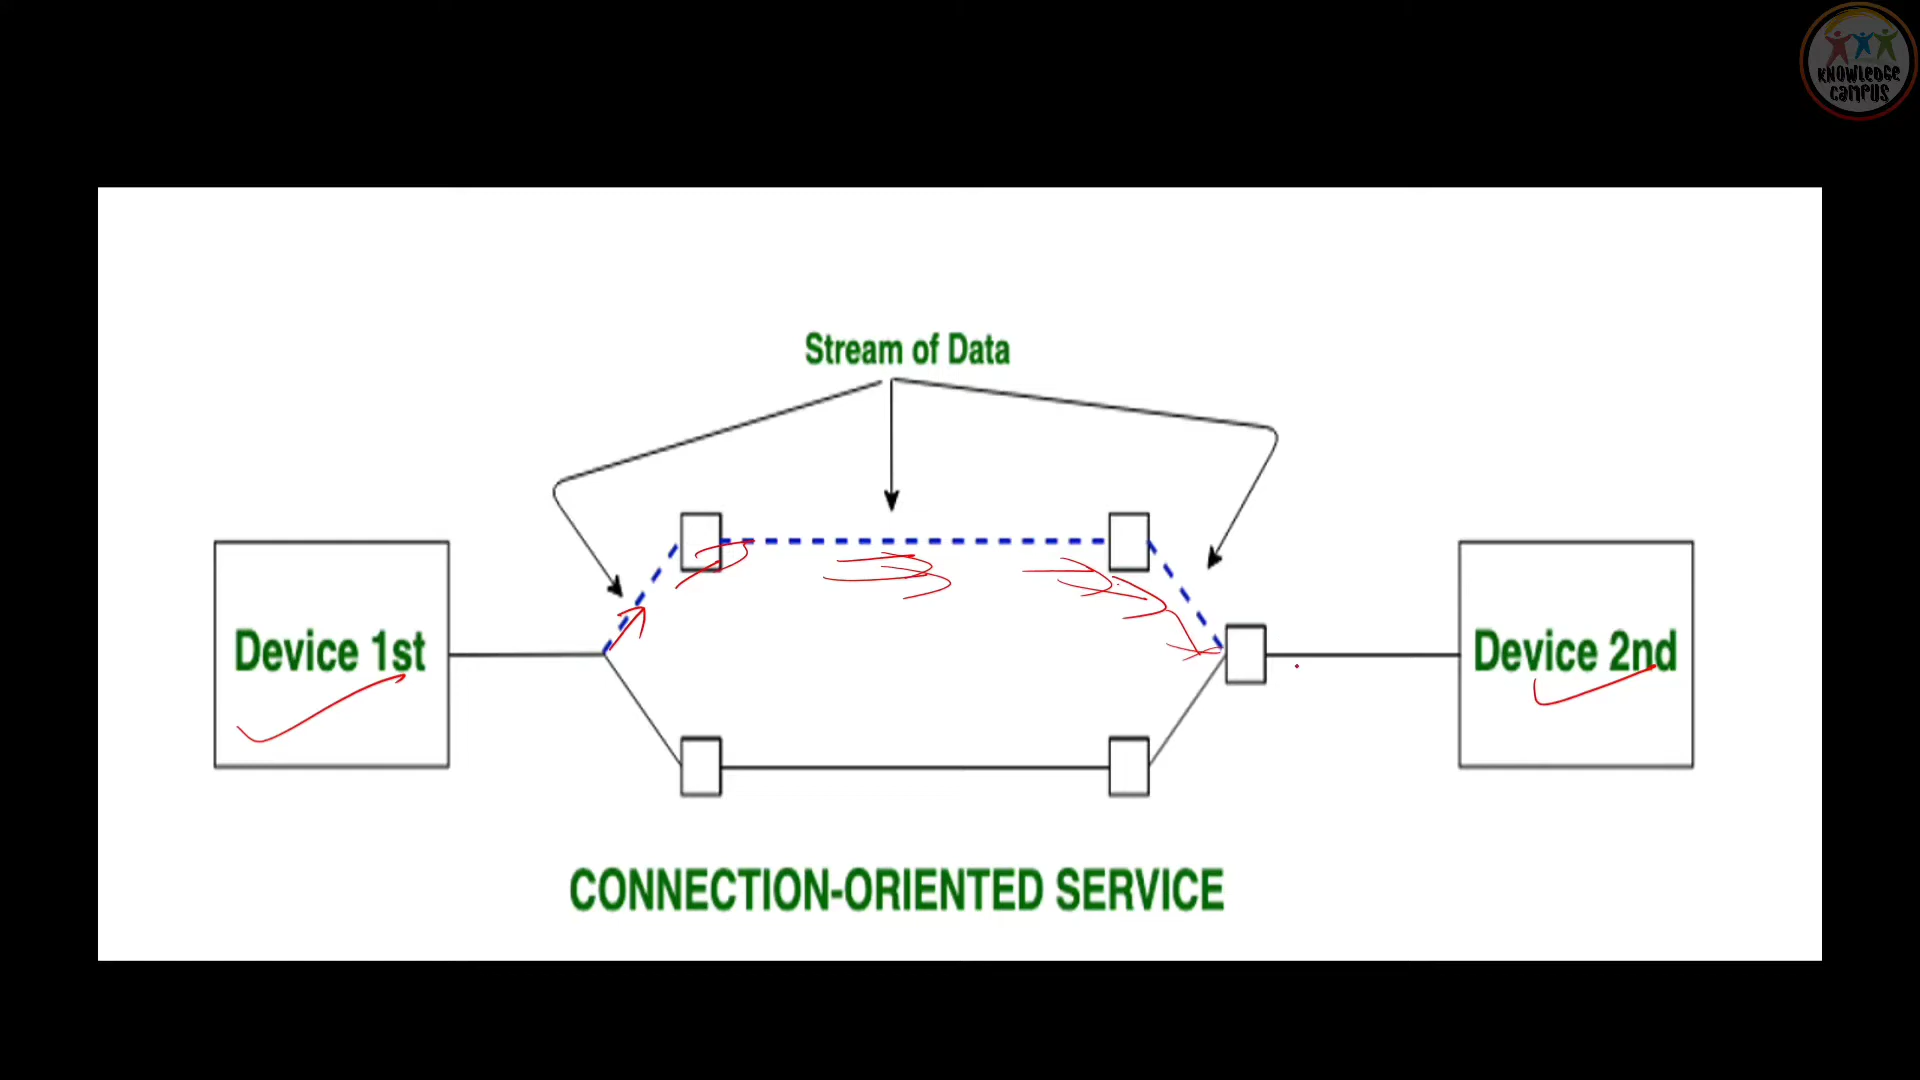 KNOWLEDGE
CAMPUS
Stream of Data
Device 1st
Device 2nd
CONNECTION-ORIENTED SERVICE